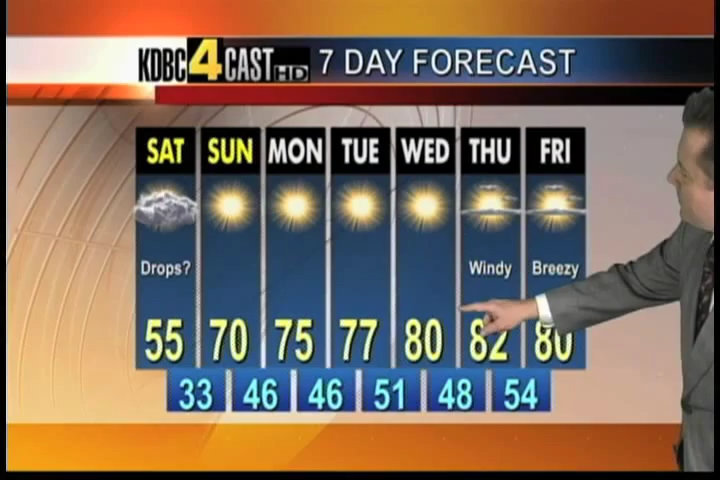 KDBC 4 CAST HD 7 DAY FORECAST
SAT SUN MON TUE WED THU FRI
Drops? Windy Breezy
55 70 75 77 80 82 80
33 46 46 51 48 54